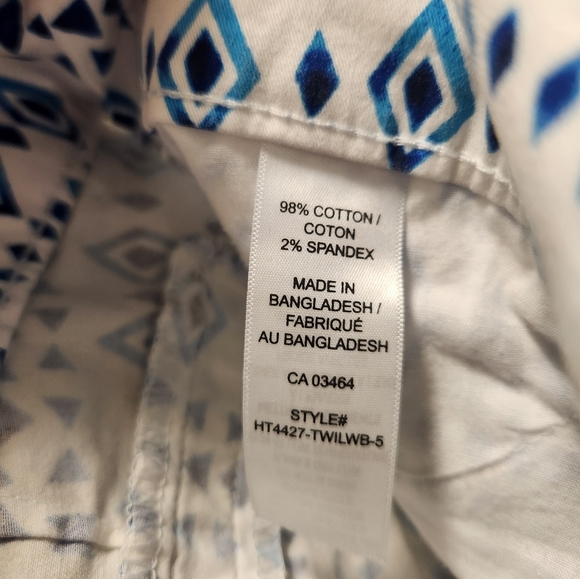 98% COTTON /
COTON
2% SPANDEX
MADE IN
BANGLADESH /
FABRIQUÉ
AU BANGLADESH
CA 03464
STYLE#
HT4427-TWILWB-5